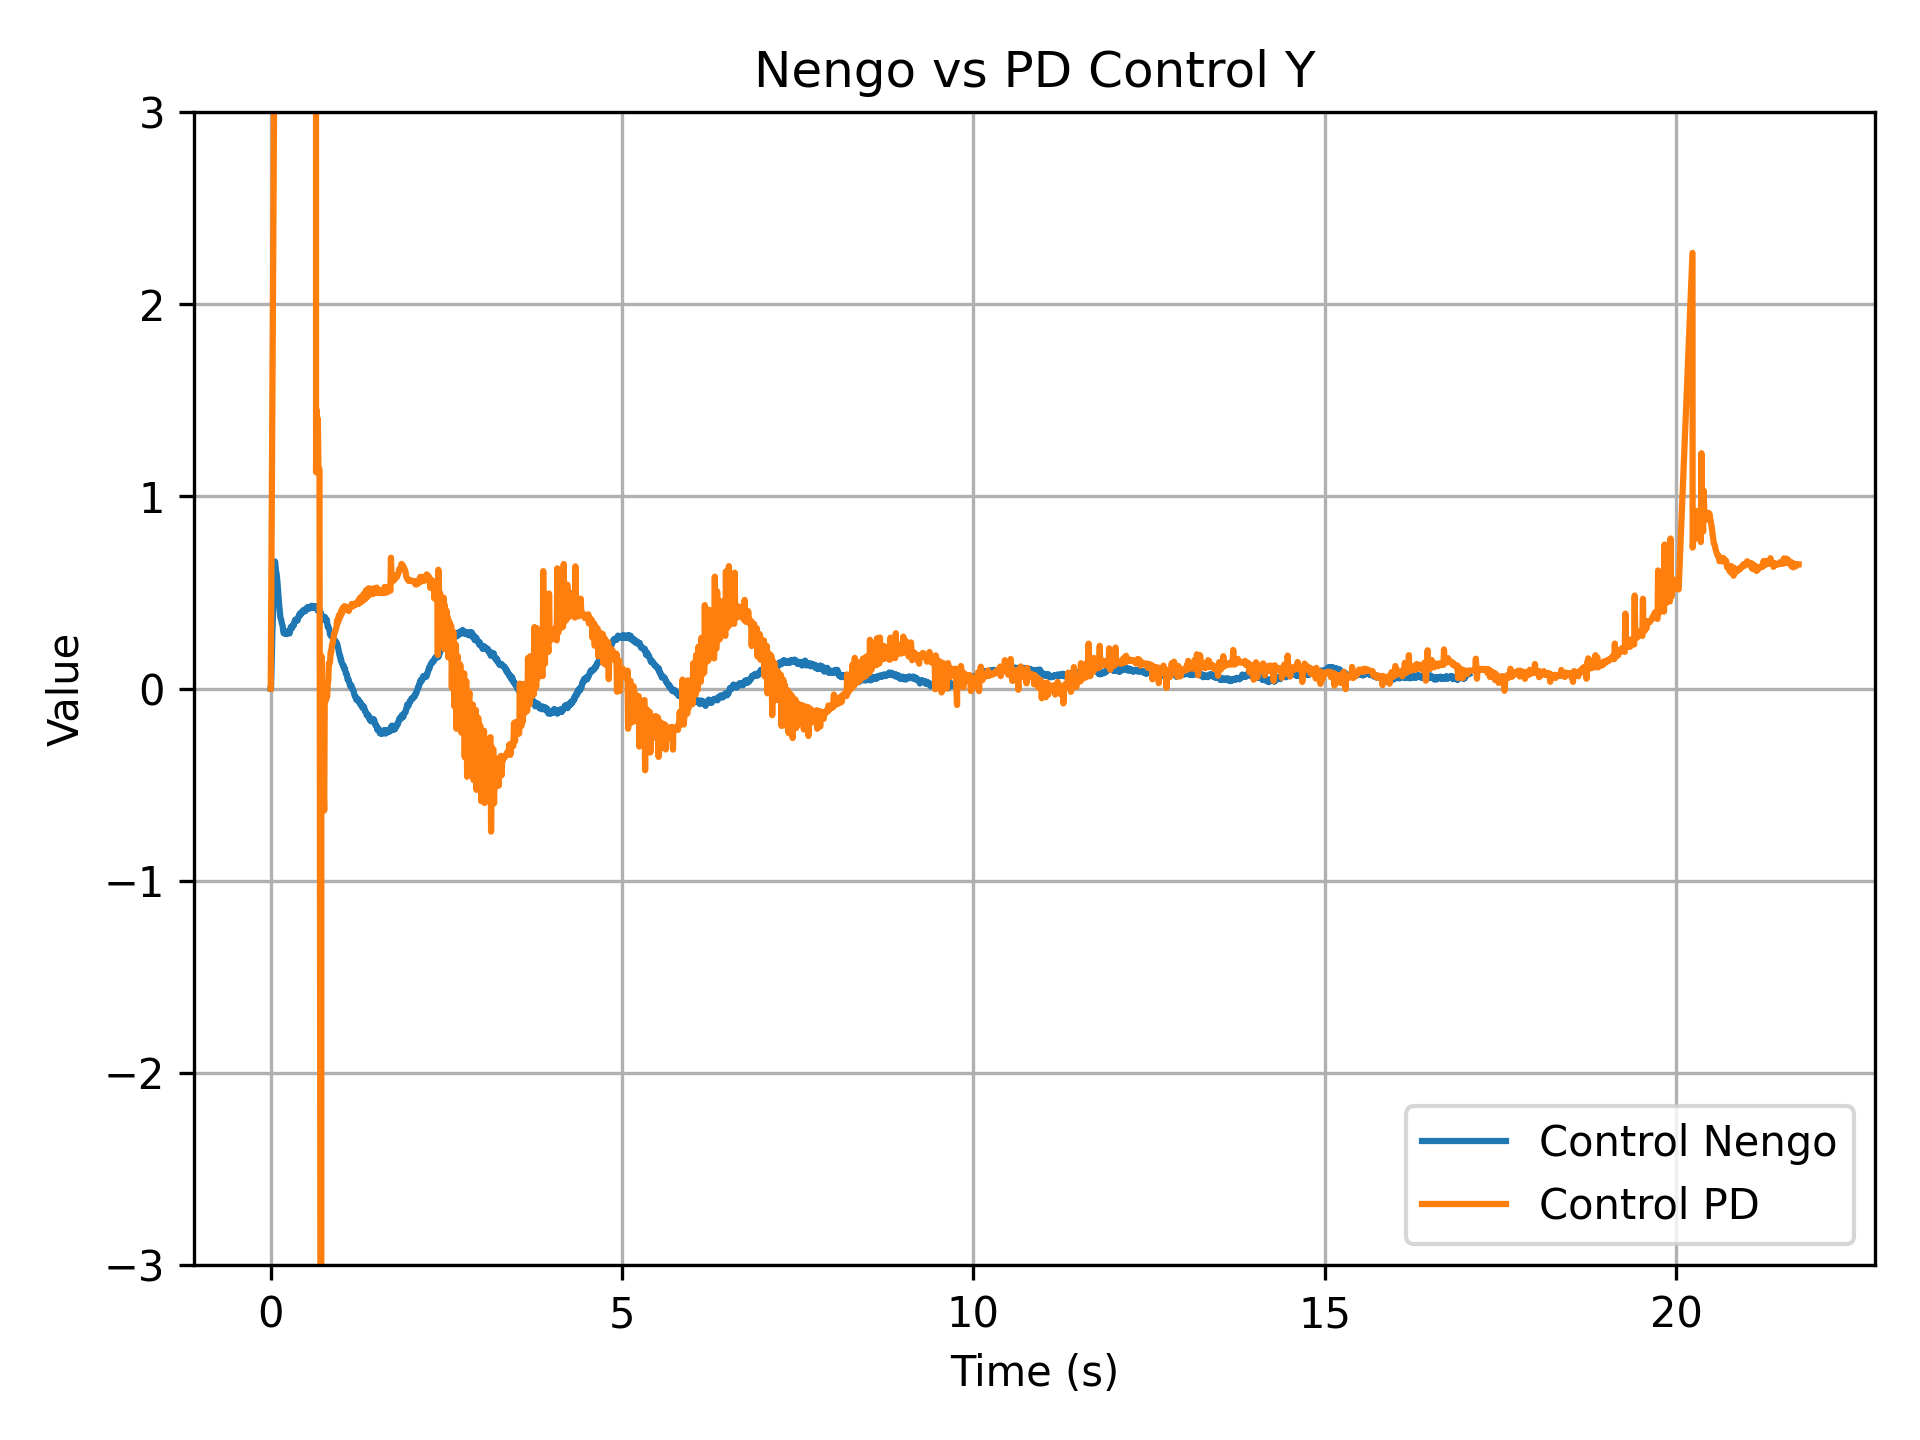 Nengo vs PD Control Y
3
2
1
0
−1
−2
−3
Value
0 5 10 15 20
Time (s)
Control Nengo
Control PD